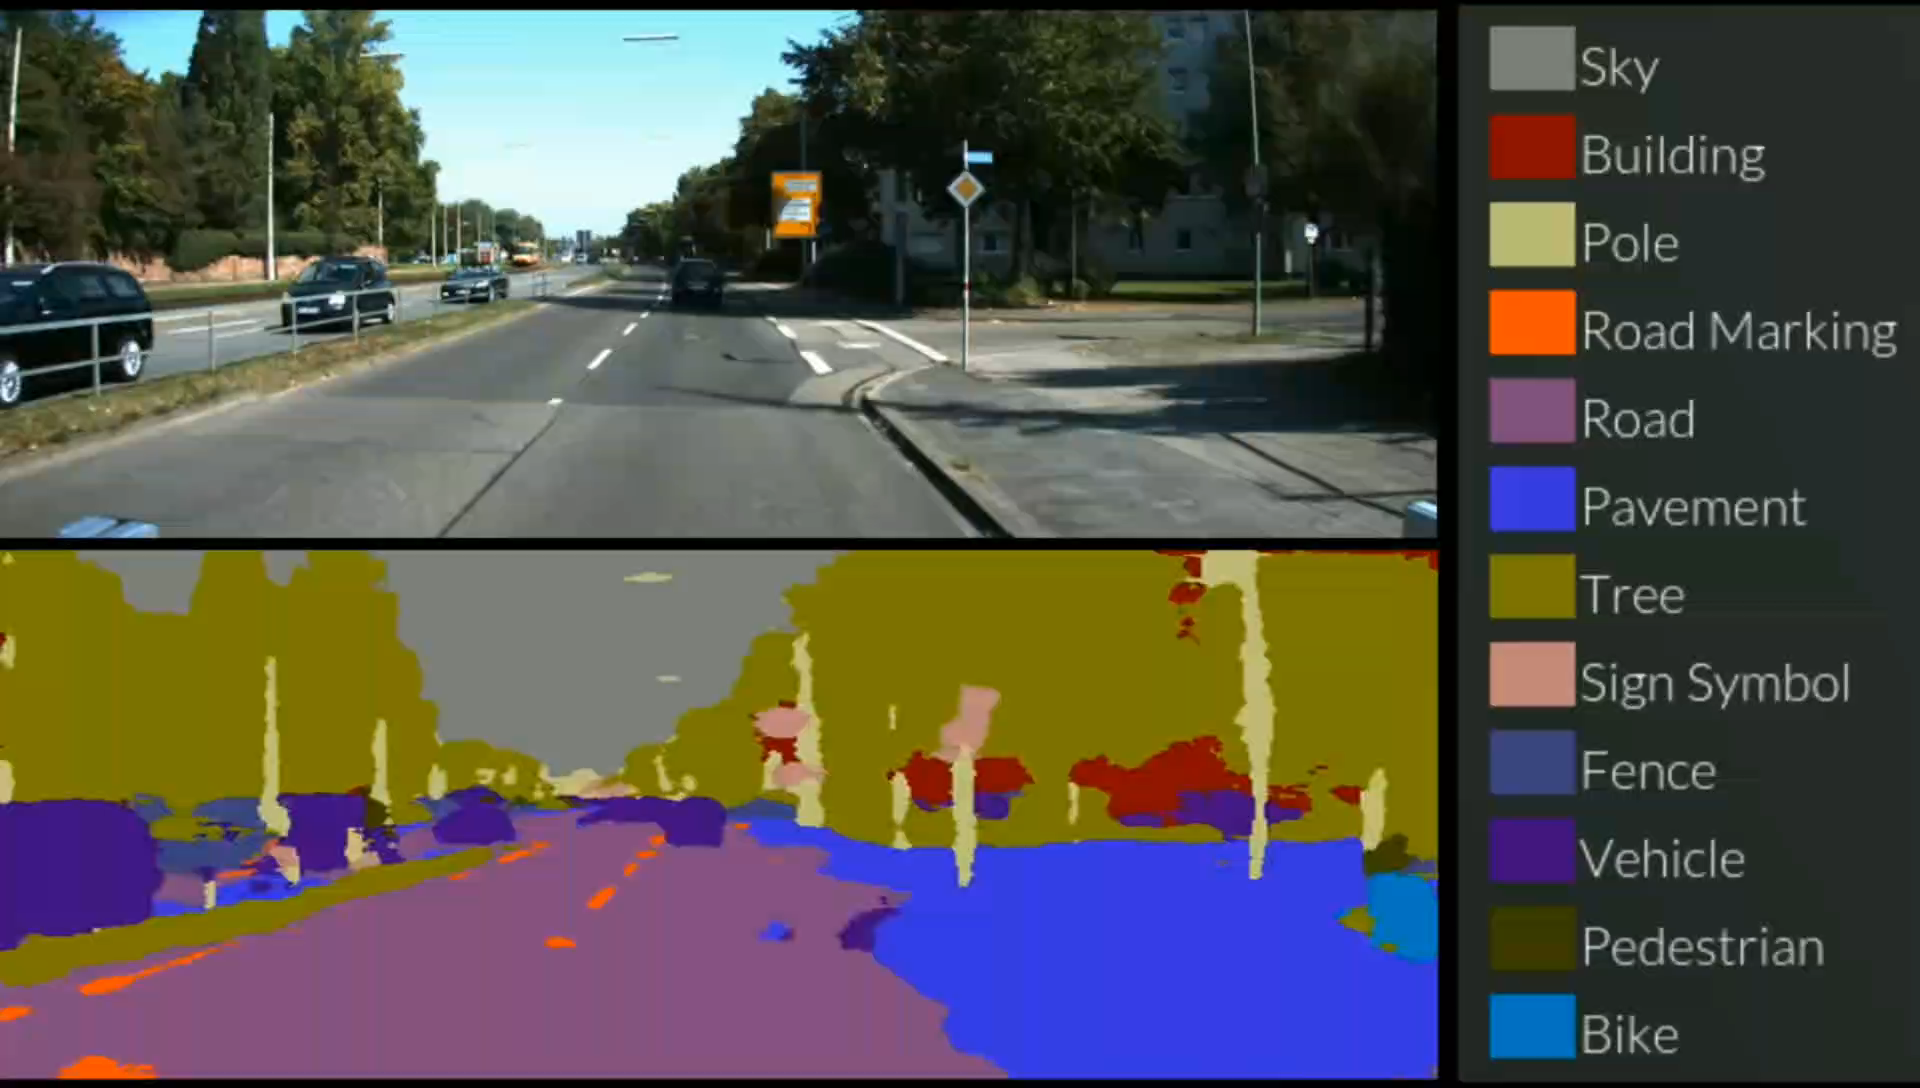 Sky
Building
Pole
Road Marking
Road
Pavement
Tree
Sign Symbol
Fence
Vehicle
Pedestrian
Bike